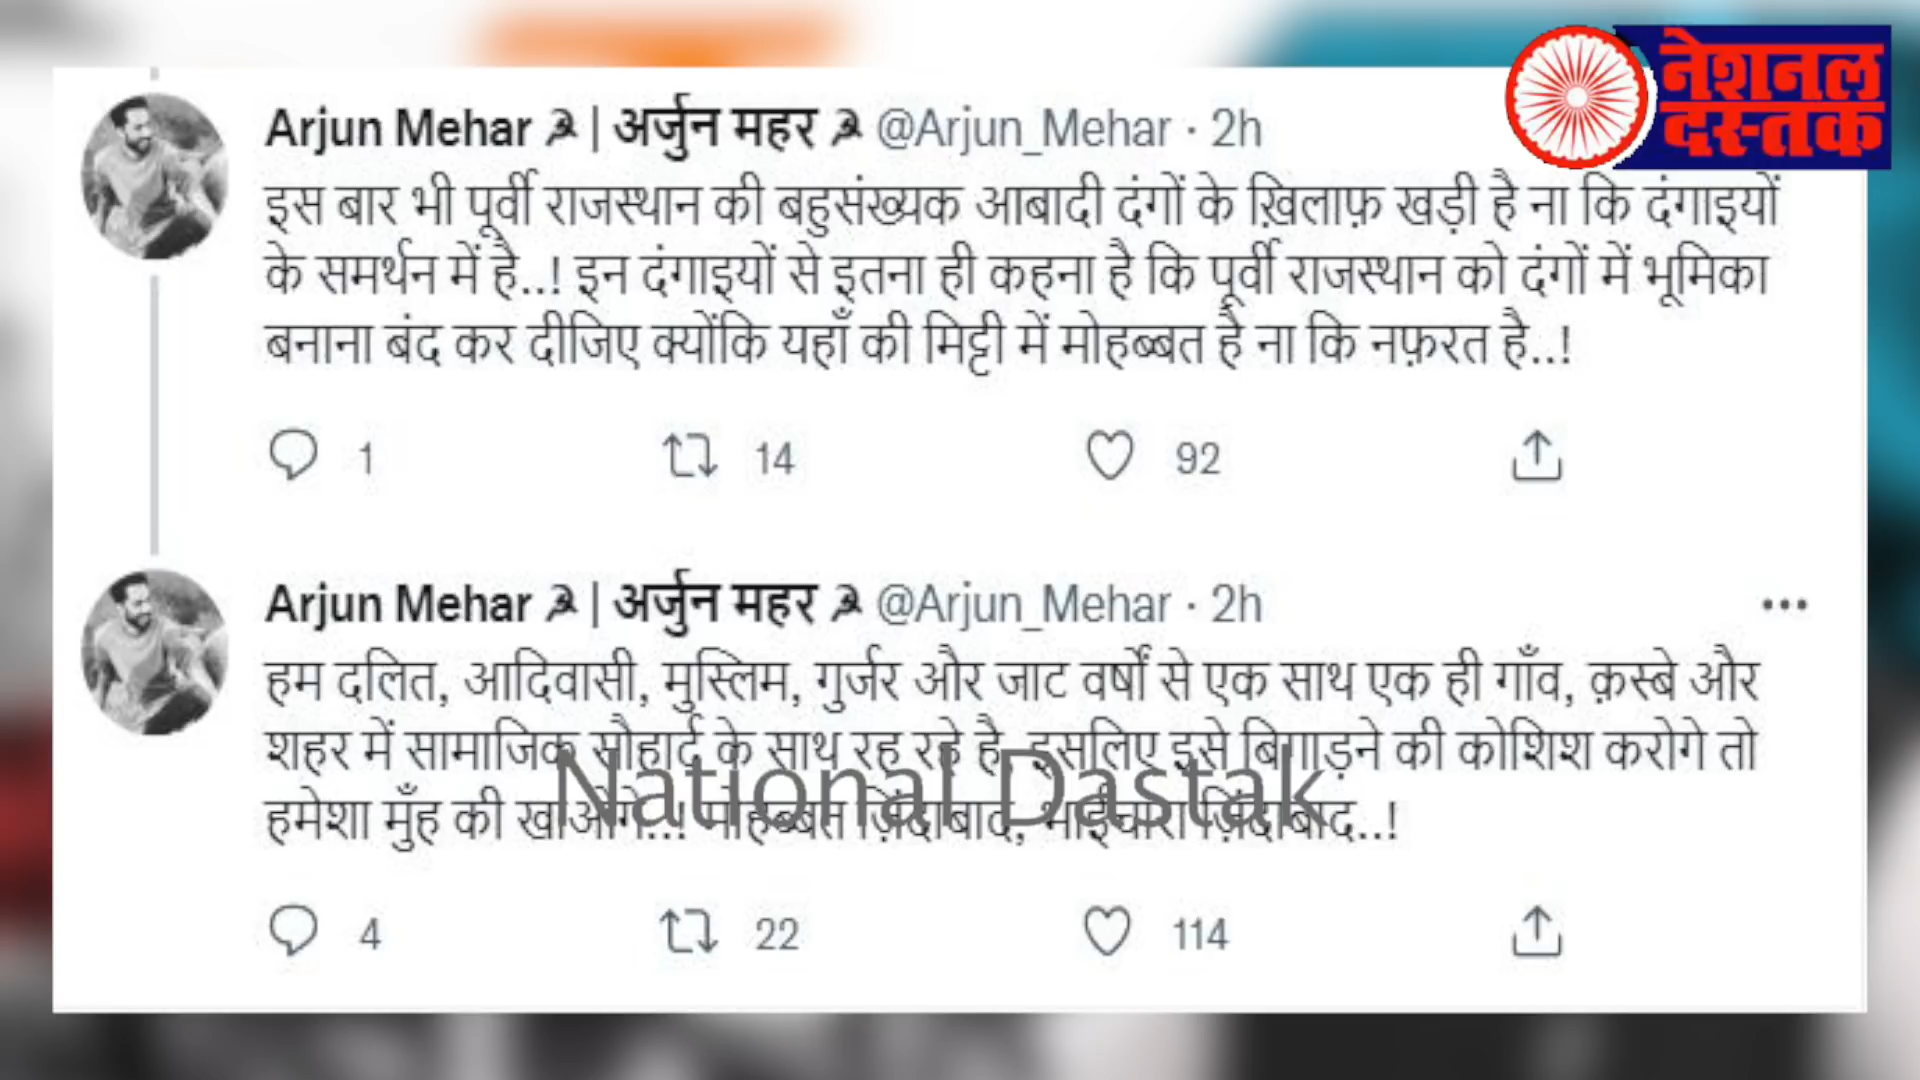 नेशनल
दस्तक
Arjun Mehar ☭ | अर्जुन महर ☭ @Arjun_Mehar · 2h
इस बार भी पूर्वी राजस्थान की बहुसंख्यक आबादी दंगों के ख़िलाफ़ खड़ी है ना कि दंगाइयों
के समर्थन में है..! इन दंगाइयों से इतना ही कहना है कि पूर्वी राजस्थान को दंगों में भूमिका
बनाना बंद कर दीजिए क्योंकि यहाँ की मिट्टी में मोहब्बत है ना कि नफ़रत है..!
1 14 92
Arjun Mehar ☭ | अर्जुन महर ☭ @Arjun_Mehar · 2h
हम दलित, आदिवासी, मुस्लिम, गुर्जर और जाट वर्षों से एक साथ एक ही गाँव, क़स्बे और
शहर में सामाजिक सौहार्द के साथ रह रहे है, इसलिए इसे बिगाड़ने की कोशिश करोगे तो
हमेशा मुँह की खाओगे..! मोहब्बत ज़िंदाबाद, भाईचारा ज़िंदाबाद..!
National Dastak
4 22 114